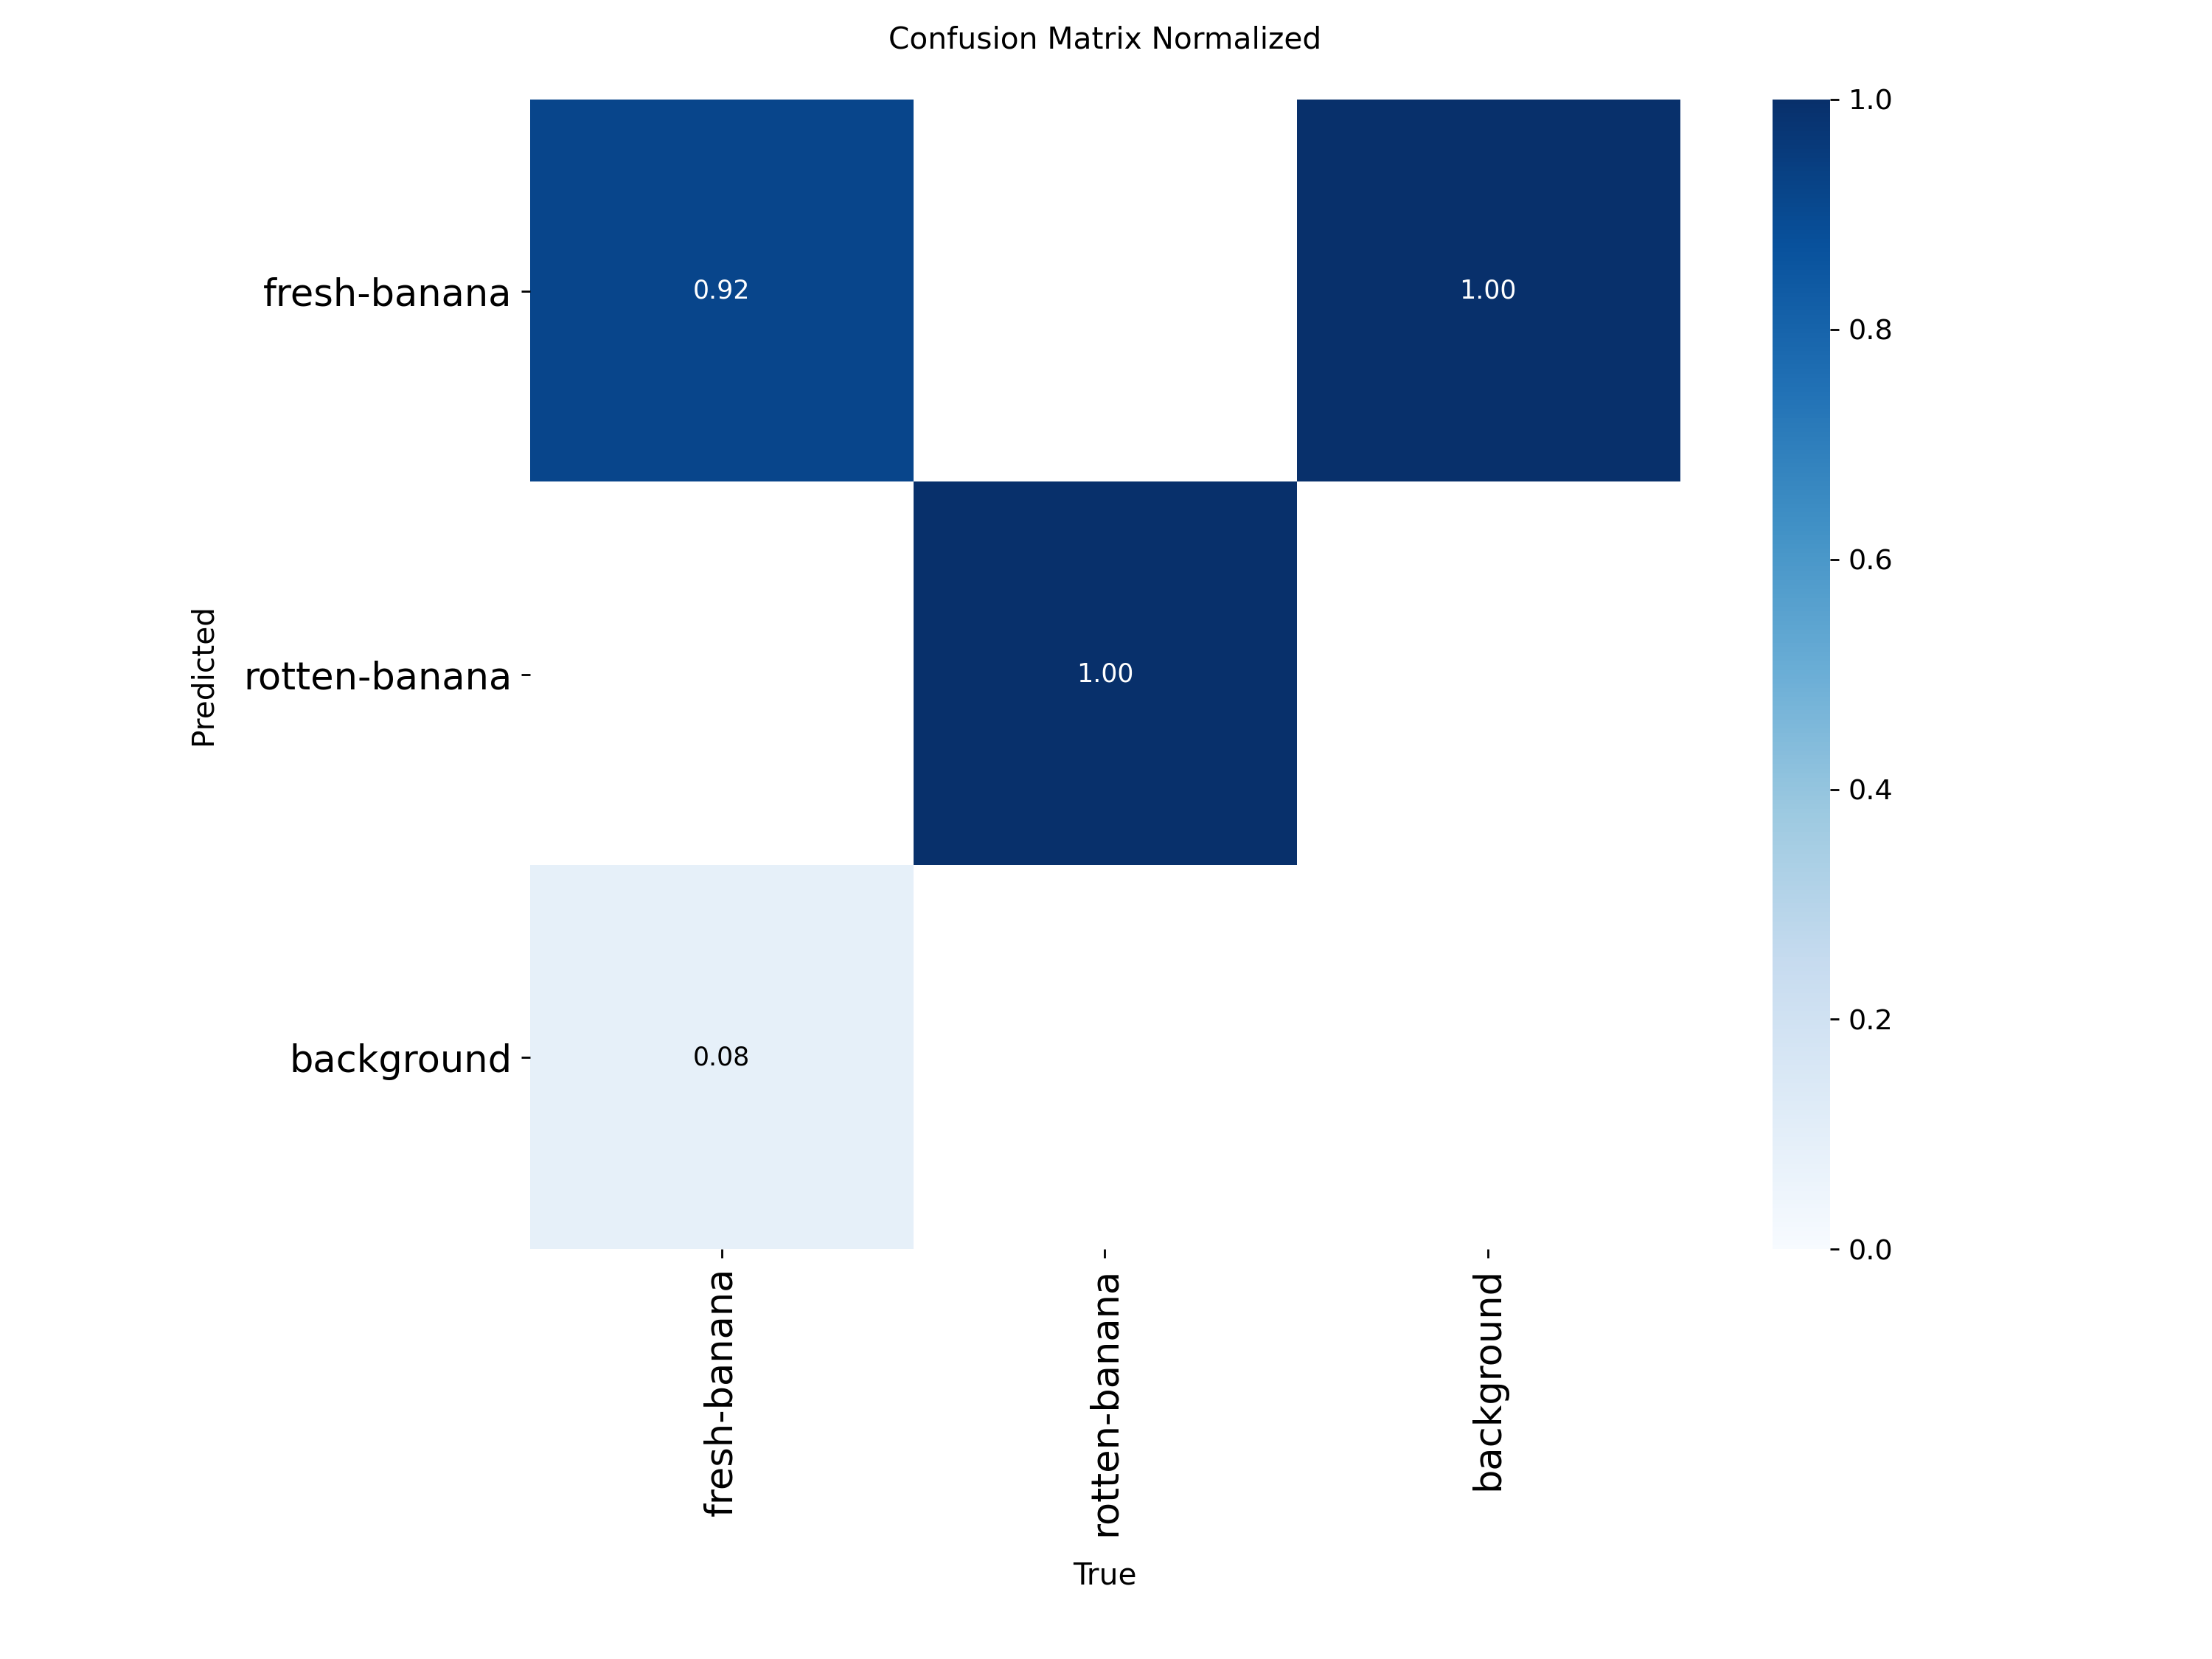 Confusion Matrix Normalized
fresh-banana
rotten-banana
background
Predicted
0.92
1.00
1.00
0.08
fresh-banana
rotten-banana
background
True
1.0
0.8
0.6
0.4
0.2
0.0